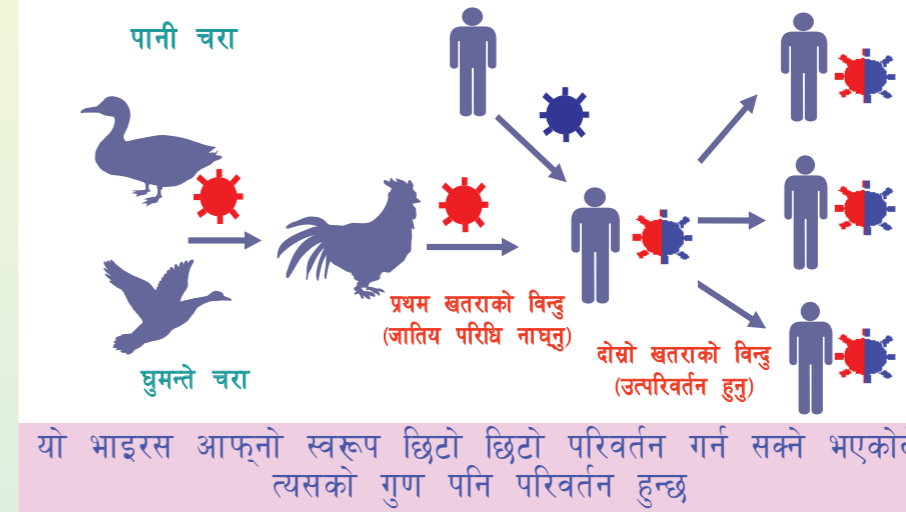 पानी चरा
घुमन्ते चरा
प्रथम खतराको विन्दु
(जातिय परिधि नाघ्नु)
दोस्रो खतराको विन्दु
(उत्परिवर्तन हुनु)
यो भाइरस आफ्नो स्वरूप छिटो छिटो परिवर्तन गर्न सक्ने
त्यसको गुण पनि परिवर्तन हुन्छ